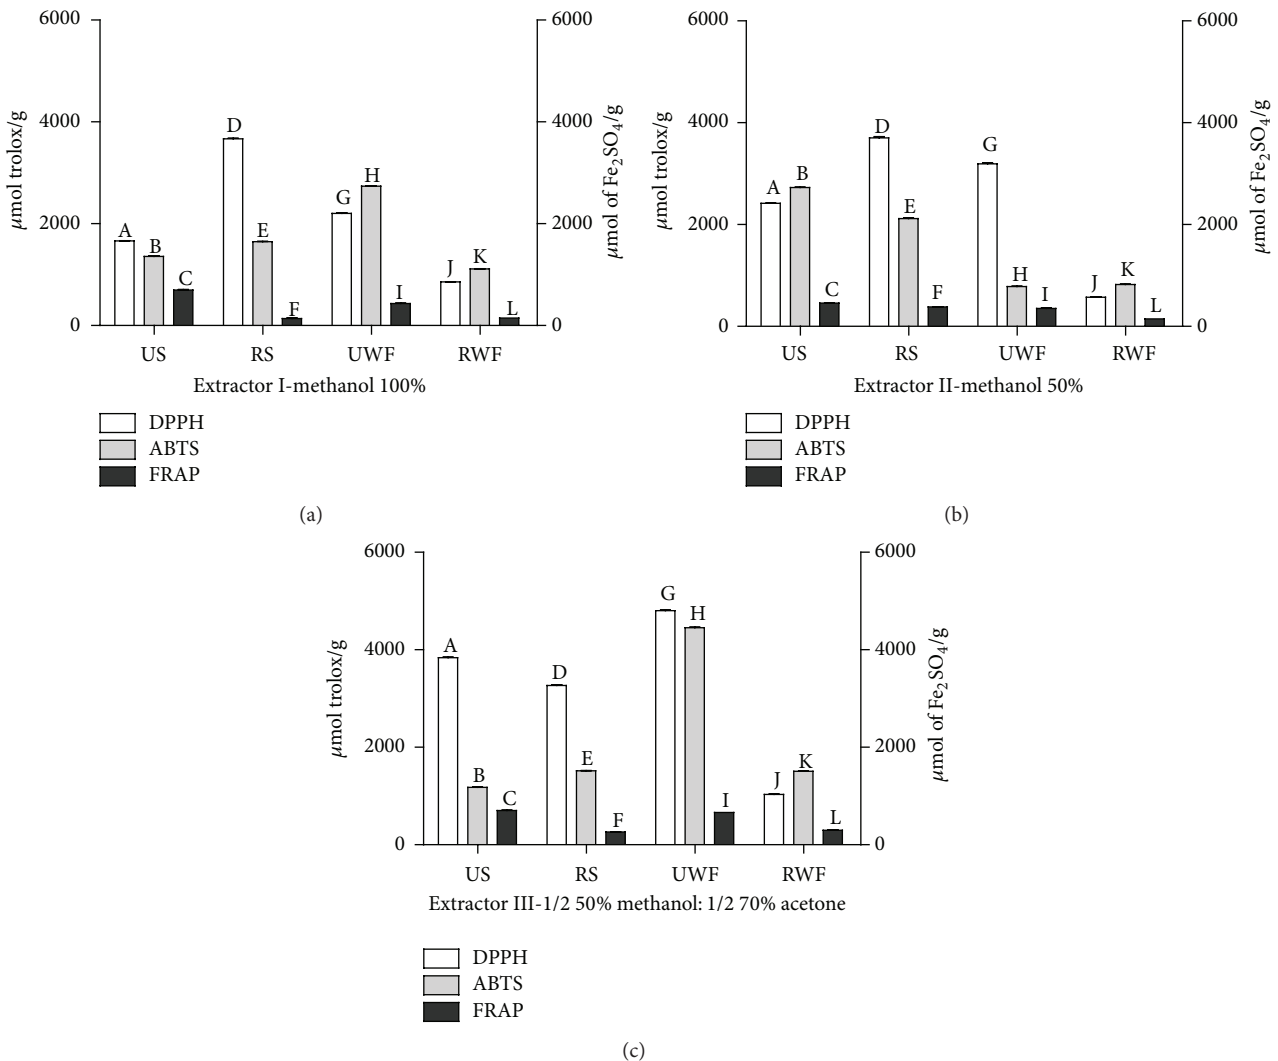 6000
4000
2000
0
μmol trolox/g
A
B
C
D
E
F
G
H
I
J
K
L
6000
4000
2000
0
μmol of Fe₂SO₄/g
US RS UWF RWF
Extractor I-methanol 100%
DPPH
ABTS
FRAP
(a)
6000
4000
2000
0
μmol trolox/g
A
B
C
D
E
F
G
H
I
J
K
L
6000
4000
2000
0
μmol of Fe₂SO₄/g
US RS UWF RWF
Extractor II-methanol 50%
DPPH
ABTS
FRAP
(b)
6000
4000
2000
0
μmol trolox/g
A
B
C
D
E
F
G
H
I
J
K
L
6000
4000
2000
0
μmol of Fe₂SO₄/g
US RS UWF RWF
Extractor III-1/2 50% methanol: 1/2 70% acetone
DPPH
ABTS
FRAP
(c)